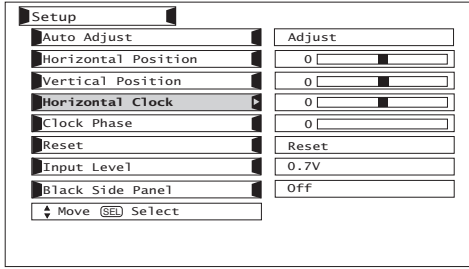 Setup
Auto Adjust Adjust
Horizontal Position 0
Vertical Position 0
Horizontal Clock 0
Clock Phase 0
Reset Reset
Input Level 0.7V
Black Side Panel Off
Move SEL Select